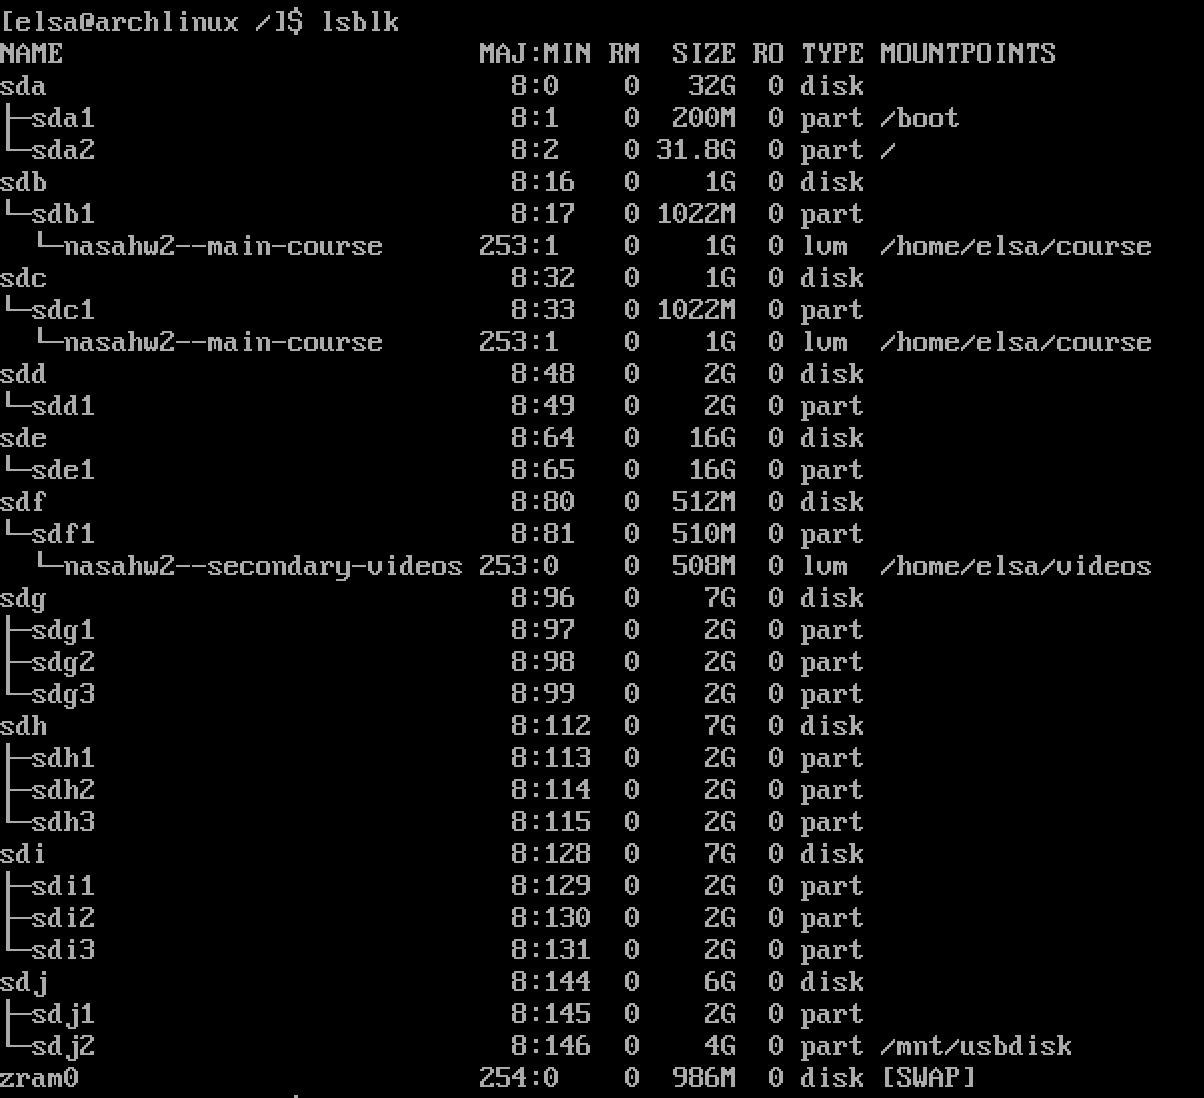 [elsa@archlinux /]$ lsblk
NAME                        MAJ:MIN RM   SIZE RO TYPE MOUNTPOINTS
sda                           8:0    0    32G  0 disk
├─sda1                        8:1    0   200M  0 part /boot
└─sda2                        8:2    0  31.8G  0 part /
sdb                           8:16   0     1G  0 disk
└─sdb1                        8:17   0  1022M  0 part
  └─nasahw2--main-course    253:1    0     1G  0 lvm  /home/elsa/course
sdc                           8:32   0     1G  0 disk
└─sdc1                        8:33   0  1022M  0 part
  └─nasahw2--main-course    253:1    0     1G  0 lvm  /home/elsa/course
sdd                           8:48   0     2G  0 disk
└─sdd1                        8:49   0     2G  0 part
sde                           8:64   0    16G  0 disk
└─sde1                        8:65   0    16G  0 part
sdf                           8:80   0   512M  0 disk
└─sdf1                        8:81   0   510M  0 part
  └─nasahw2--secondary-videos 253:0  0   508M  0 lvm  /home/elsa/videos
sdg                           8:96   0     7G  0 disk
├─sdg1                        8:97   0     2G  0 part
├─sdg2                        8:98   0     2G  0 part
└─sdg3                        8:99   0     2G  0 part
sdh                           8:112  0     7G  0 disk
├─sdh1                        8:113  0     2G  0 part
├─sdh2                        8:114  0     2G  0 part
└─sdh3                        8:115  0     2G  0 part
sdi                           8:128  0     7G  0 disk
├─sdi1                        8:129  0     2G  0 part
├─sdi2                        8:130  0     2G  0 part
└─sdi3                        8:131  0     2G  0 part
sdj                           8:144  0     6G  0 disk
├─sdj1                        8:145  0     2G  0 part
└─sdj2                        8:146  0     4G  0 part /mnt/usbdisk
zram0                       254:0    0   986M  0 disk [SWAP]